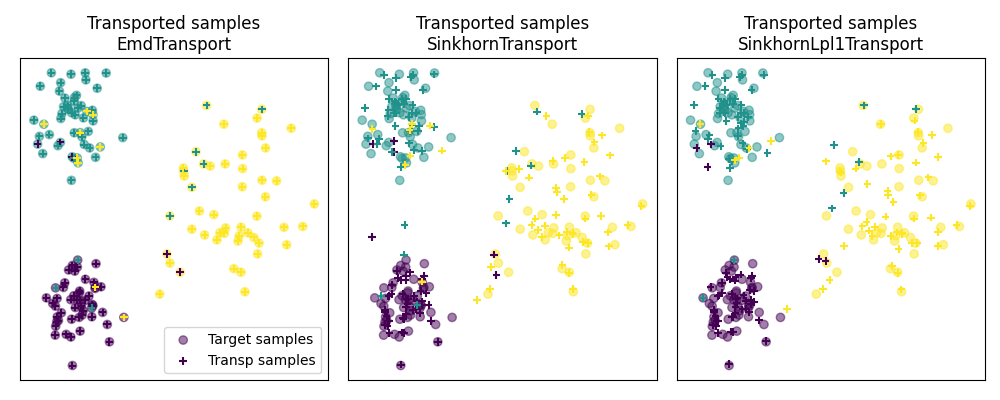 Transported samples
EmdTransport
Transported samples
SinkhornTransport
Transported samples
SinkhornLpl1Transport
Target samples
Transp samples